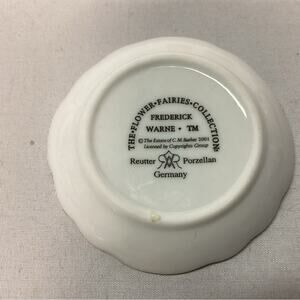 THE·FLOWER·FAIRIES·COLLECTION
FREDERICK
WARNE · TM
© The Estate of C. M. Barker 2001
Licensed by Copyrights Group
Reutter Porzellan
Germany